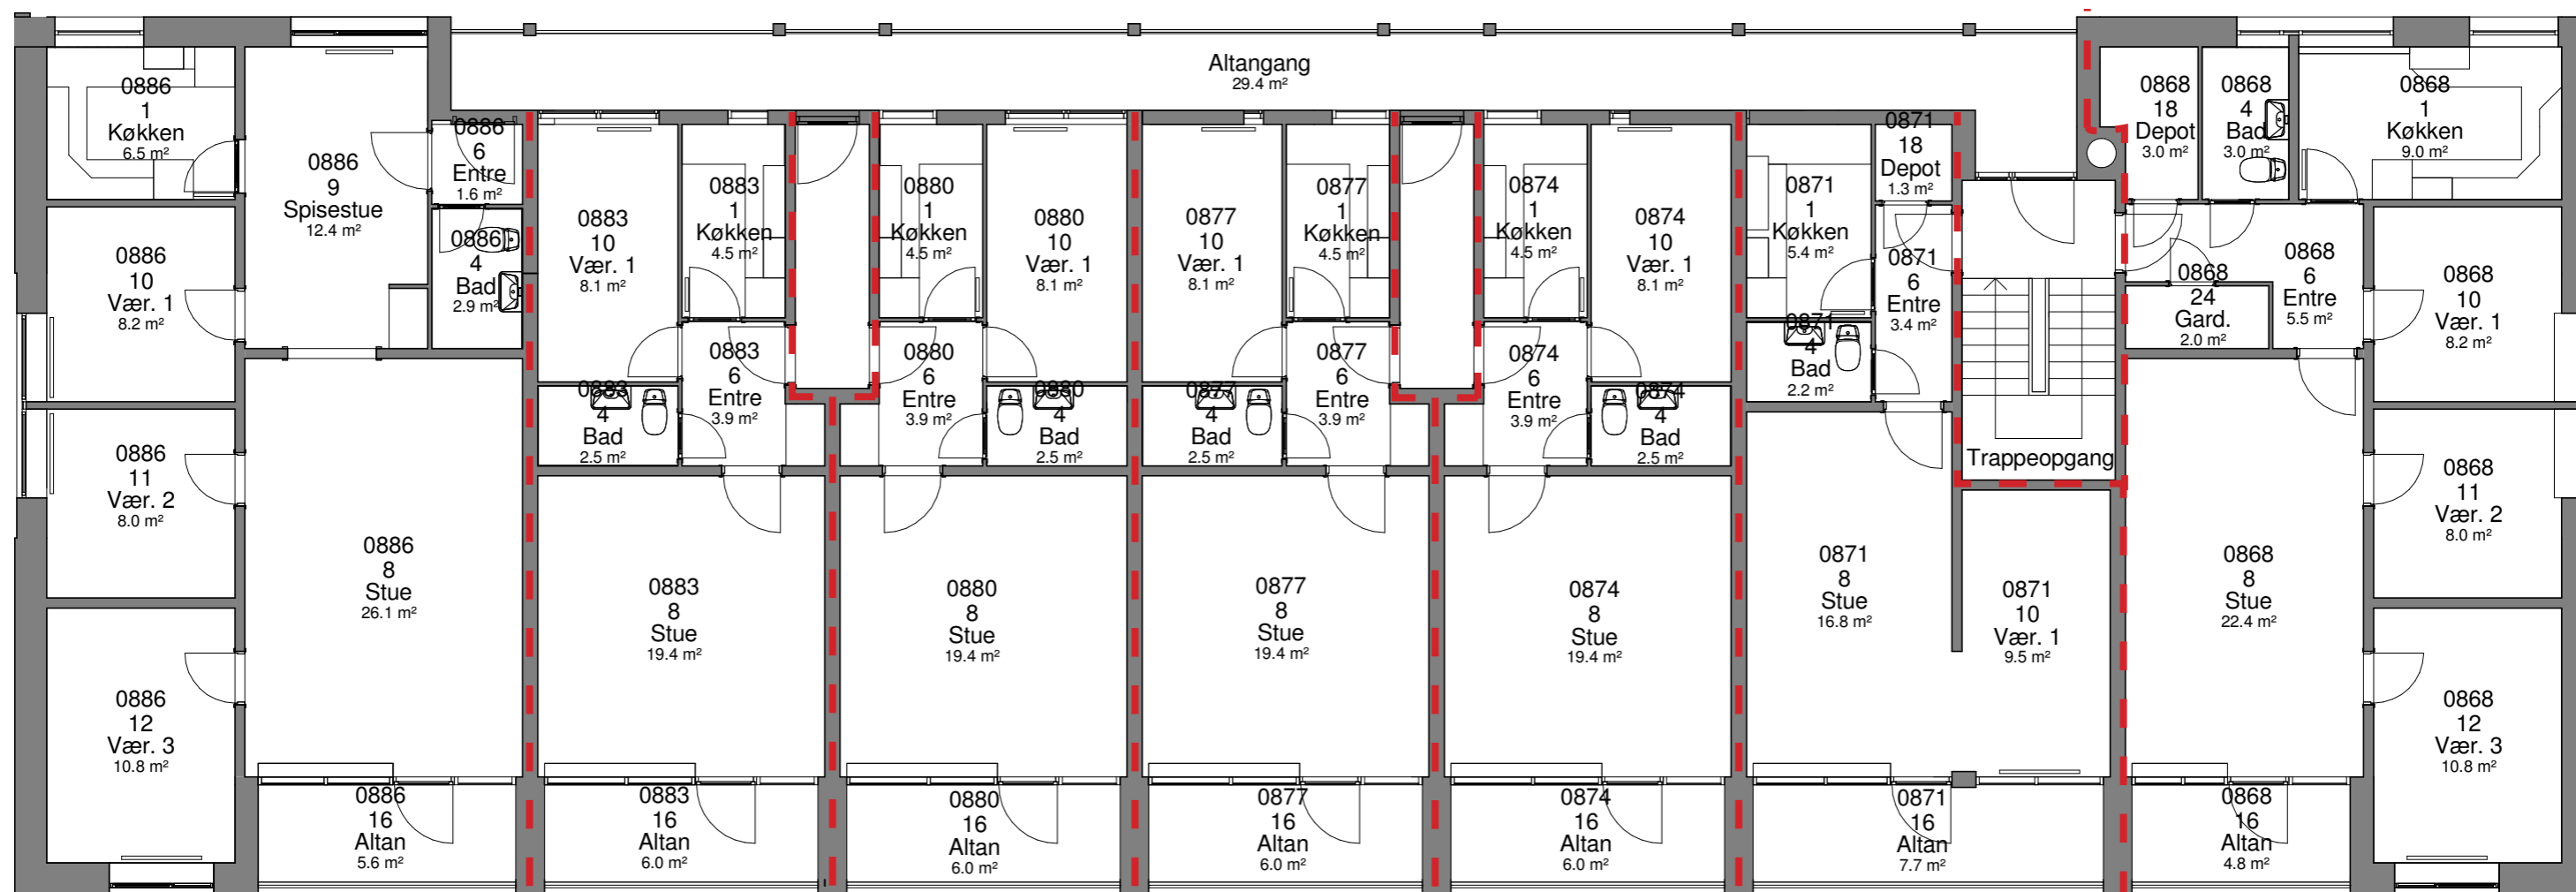 Altangang
29.4 m²
0886
1
Køkken
6.5 m²
0886
9
Spisestue
12.4 m²
0886
6
Entre
1.6 m²
0886
4
Bad
2.9 m²
0886
10
Vær. 1
8.2 m²
0886
11
Vær. 2
8.0 m²
0886
12
Vær. 3
10.8 m²
0886
8
Stue
26.1 m²
0886
16
Altan
5.6 m²
0883
10
Vær. 1
8.1 m²
0883
1
Køkken
4.5 m²
0883
6
Entre
3.9 m²
0883
4
Bad
2.5 m²
0883
8
Stue
19.4 m²
0883
16
Altan
6.0 m²
0880
1
Køkken
4.5 m²
0880
10
Vær. 1
8.1 m²
0880
6
Entre
3.9 m²
0880
4
Bad
2.5 m²
0880
8
Stue
19.4 m²
0880
16
Altan
6.0 m²
0877
10
Vær. 1
8.1 m²
0877
1
Køkken
4.5 m²
0877
6
Entre
3.9 m²
0877
4
Bad
2.5 m²
0877
8
Stue
19.4 m²
0877
16
Altan
6.0 m²
0874
1
Køkken
4.5 m²
0874
10
Vær. 1
8.1 m²
0874
6
Entre
3.9 m²
0874
4
Bad
2.5 m²
0874
8
Stue
19.4 m²
0874
16
Altan
6.0 m²
0871
18
Depot
1.3 m²
0871
1
Køkken
5.4 m²
0871
6
Entre
3.4 m²
0871
4
Bad
2.2 m²
0871
8
Stue
16.8 m²
0871
10
Vær. 1
9.5 m²
0871
16
Altan
7.7 m²
Trappeopgang
0868
18
Depot
3.0 m²
0868
4
Bad
3.0 m²
0868
1
Køkken
9.0 m²
0868
24
Gard.
2.0 m²
0868
6
Entre
5.5 m²
0868
10
Vær. 1
8.2 m²
0868
11
Vær. 2
8.0 m²
0868
8
Stue
22.4 m²
0868
12
Vær. 3
10.8 m²
0868
16
Altan
4.8 m²